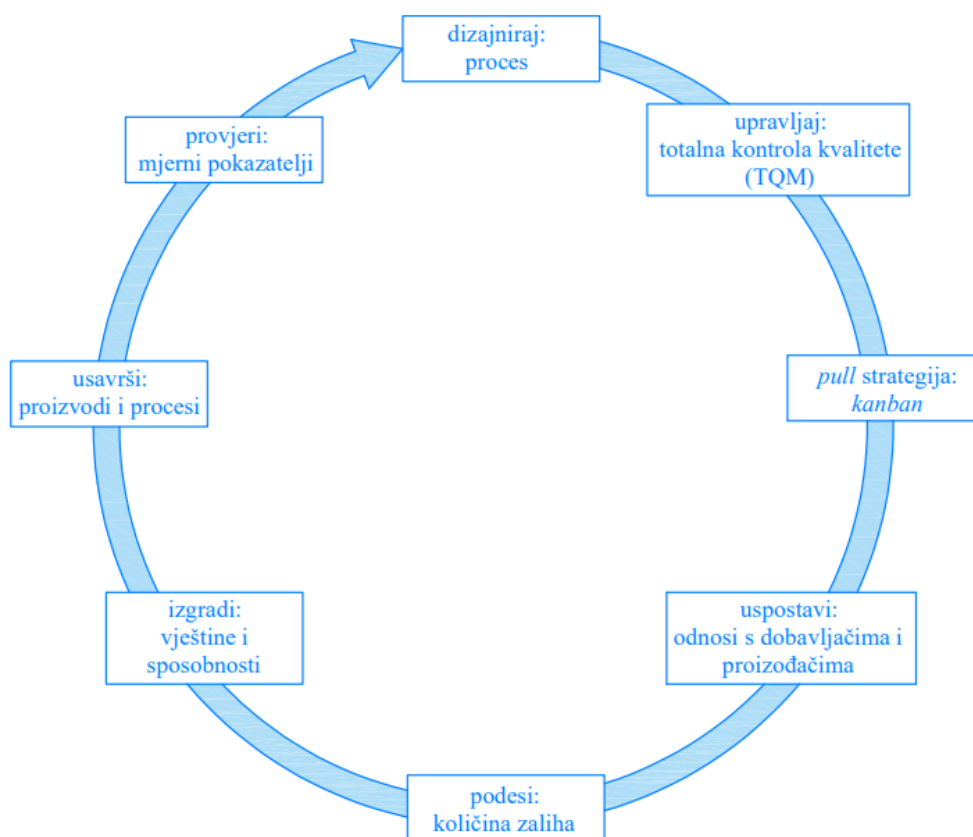 dizajniraj:
proces
upravljaj:
totalna kontrola kvalitete
(TQM)
pull strategija:
kanban
uspostavi:
odnosi s dobavljačima i
proizođačima
podesi:
količina zaliha
izgradi:
vještine i
sposobnosti
usavrši:
proizvodi i procesi
provjeri:
mjerni pokazatelji